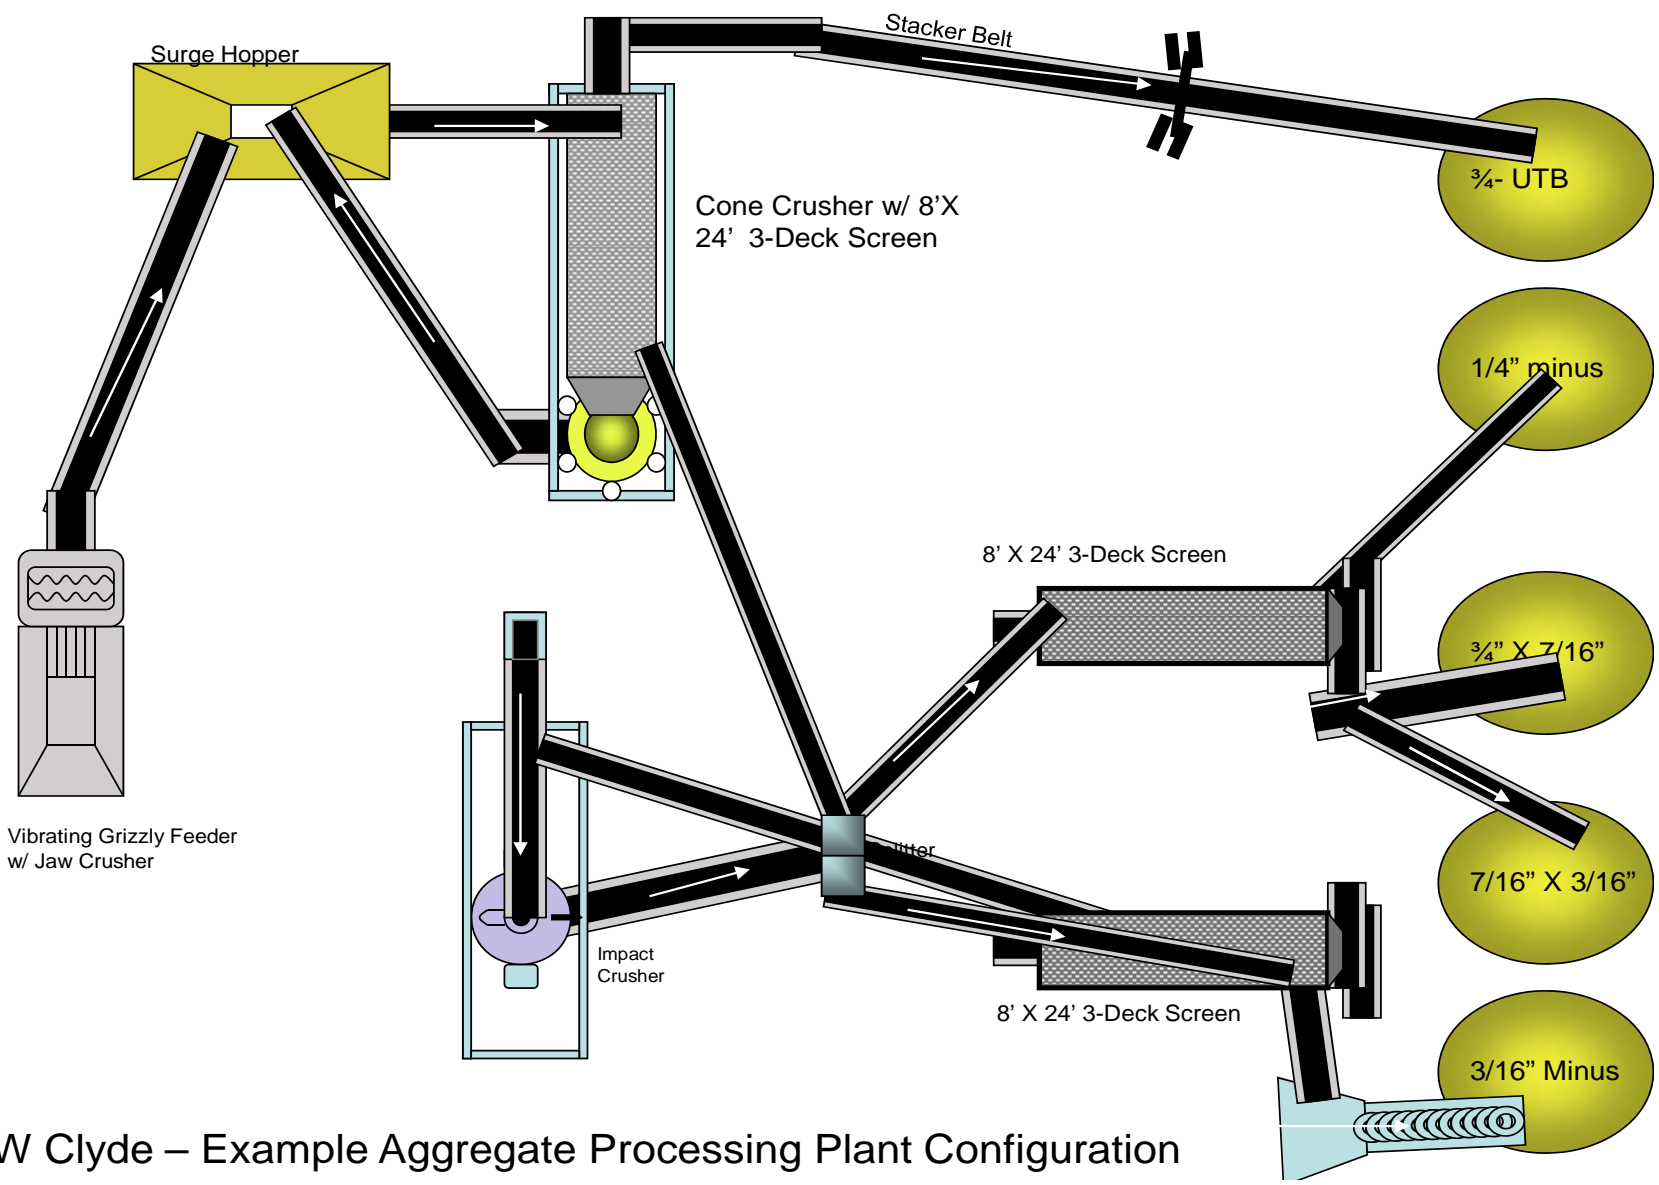 Stacker Belt
Surge Hopper
¾- UTB
Cone Crusher w/ 8’X
24’ 3-Deck Screen
1/4” minus
8’ X 24’ 3-Deck Screen
¾” X 7/16”
Vibrating Grizzly Feeder
w/ Jaw Crusher
Splitter
7/16” X 3/16”
Impact
Crusher
8’ X 24’ 3-Deck Screen
3/16” Minus
W Clyde – Example Aggregate Processing Plant Configuration